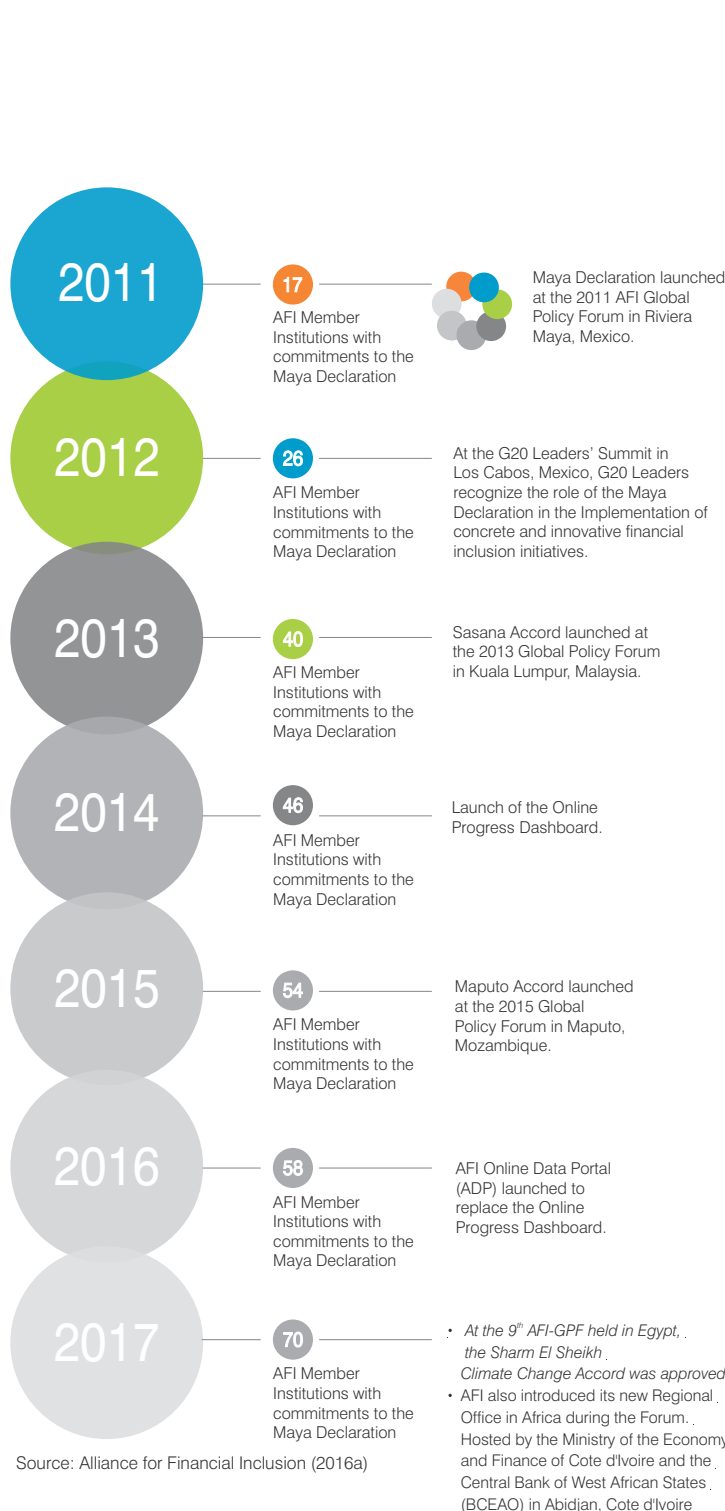 2011
17
AFI Member
Institutions with
commitments to the
Maya Declaration
Maya Declaration launched
at the 2011 AFI Global
Policy Forum in Riviera
Maya, Mexico.
2012
26
AFI Member
Institutions with
commitments to the
Maya Declaration
At the G20 Leaders' Summit in
Los Cabos, Mexico, G20 Leaders
recognize the role of the Maya
Declaration in the Implementation of
concrete and innovative financial
inclusion initiatives.
2013
40
AFI Member
Institutions with
commitments to the
Maya Declaration
Sasana Accord launched at
the 2013 Global Policy Forum
in Kuala Lumpur, Malaysia.
2014
46
AFI Member
Institutions with
commitments to the
Maya Declaration
Launch of the Online
Progress Dashboard.
2015
54
AFI Member
Institutions with
commitments to the
Maya Declaration
Maputo Accord launched
at the 2015 Global
Policy Forum in Maputo,
Mozambique.
2016
58
AFI Member
Institutions with
commitments to the
Maya Declaration
AFI Online Data Portal
(ADP) launched to
replace the Online
Progress Dashboard.
2017
70
AFI Member
Institutions with
commitments to the
Maya Declaration
• At the 9th AFI-GPF held in Egypt,
the Sharm El Sheikh
Climate Change Accord was approved
• AFI also introduced its new Regional
Office in Africa during the Forum.
Hosted by the Ministry of the Economy
and Finance of Cote d'Ivoire and the
Central Bank of West African States
(BCEAO) in Abidjan, Cote d'Ivoire
Source: Alliance for Financial Inclusion (2016a)